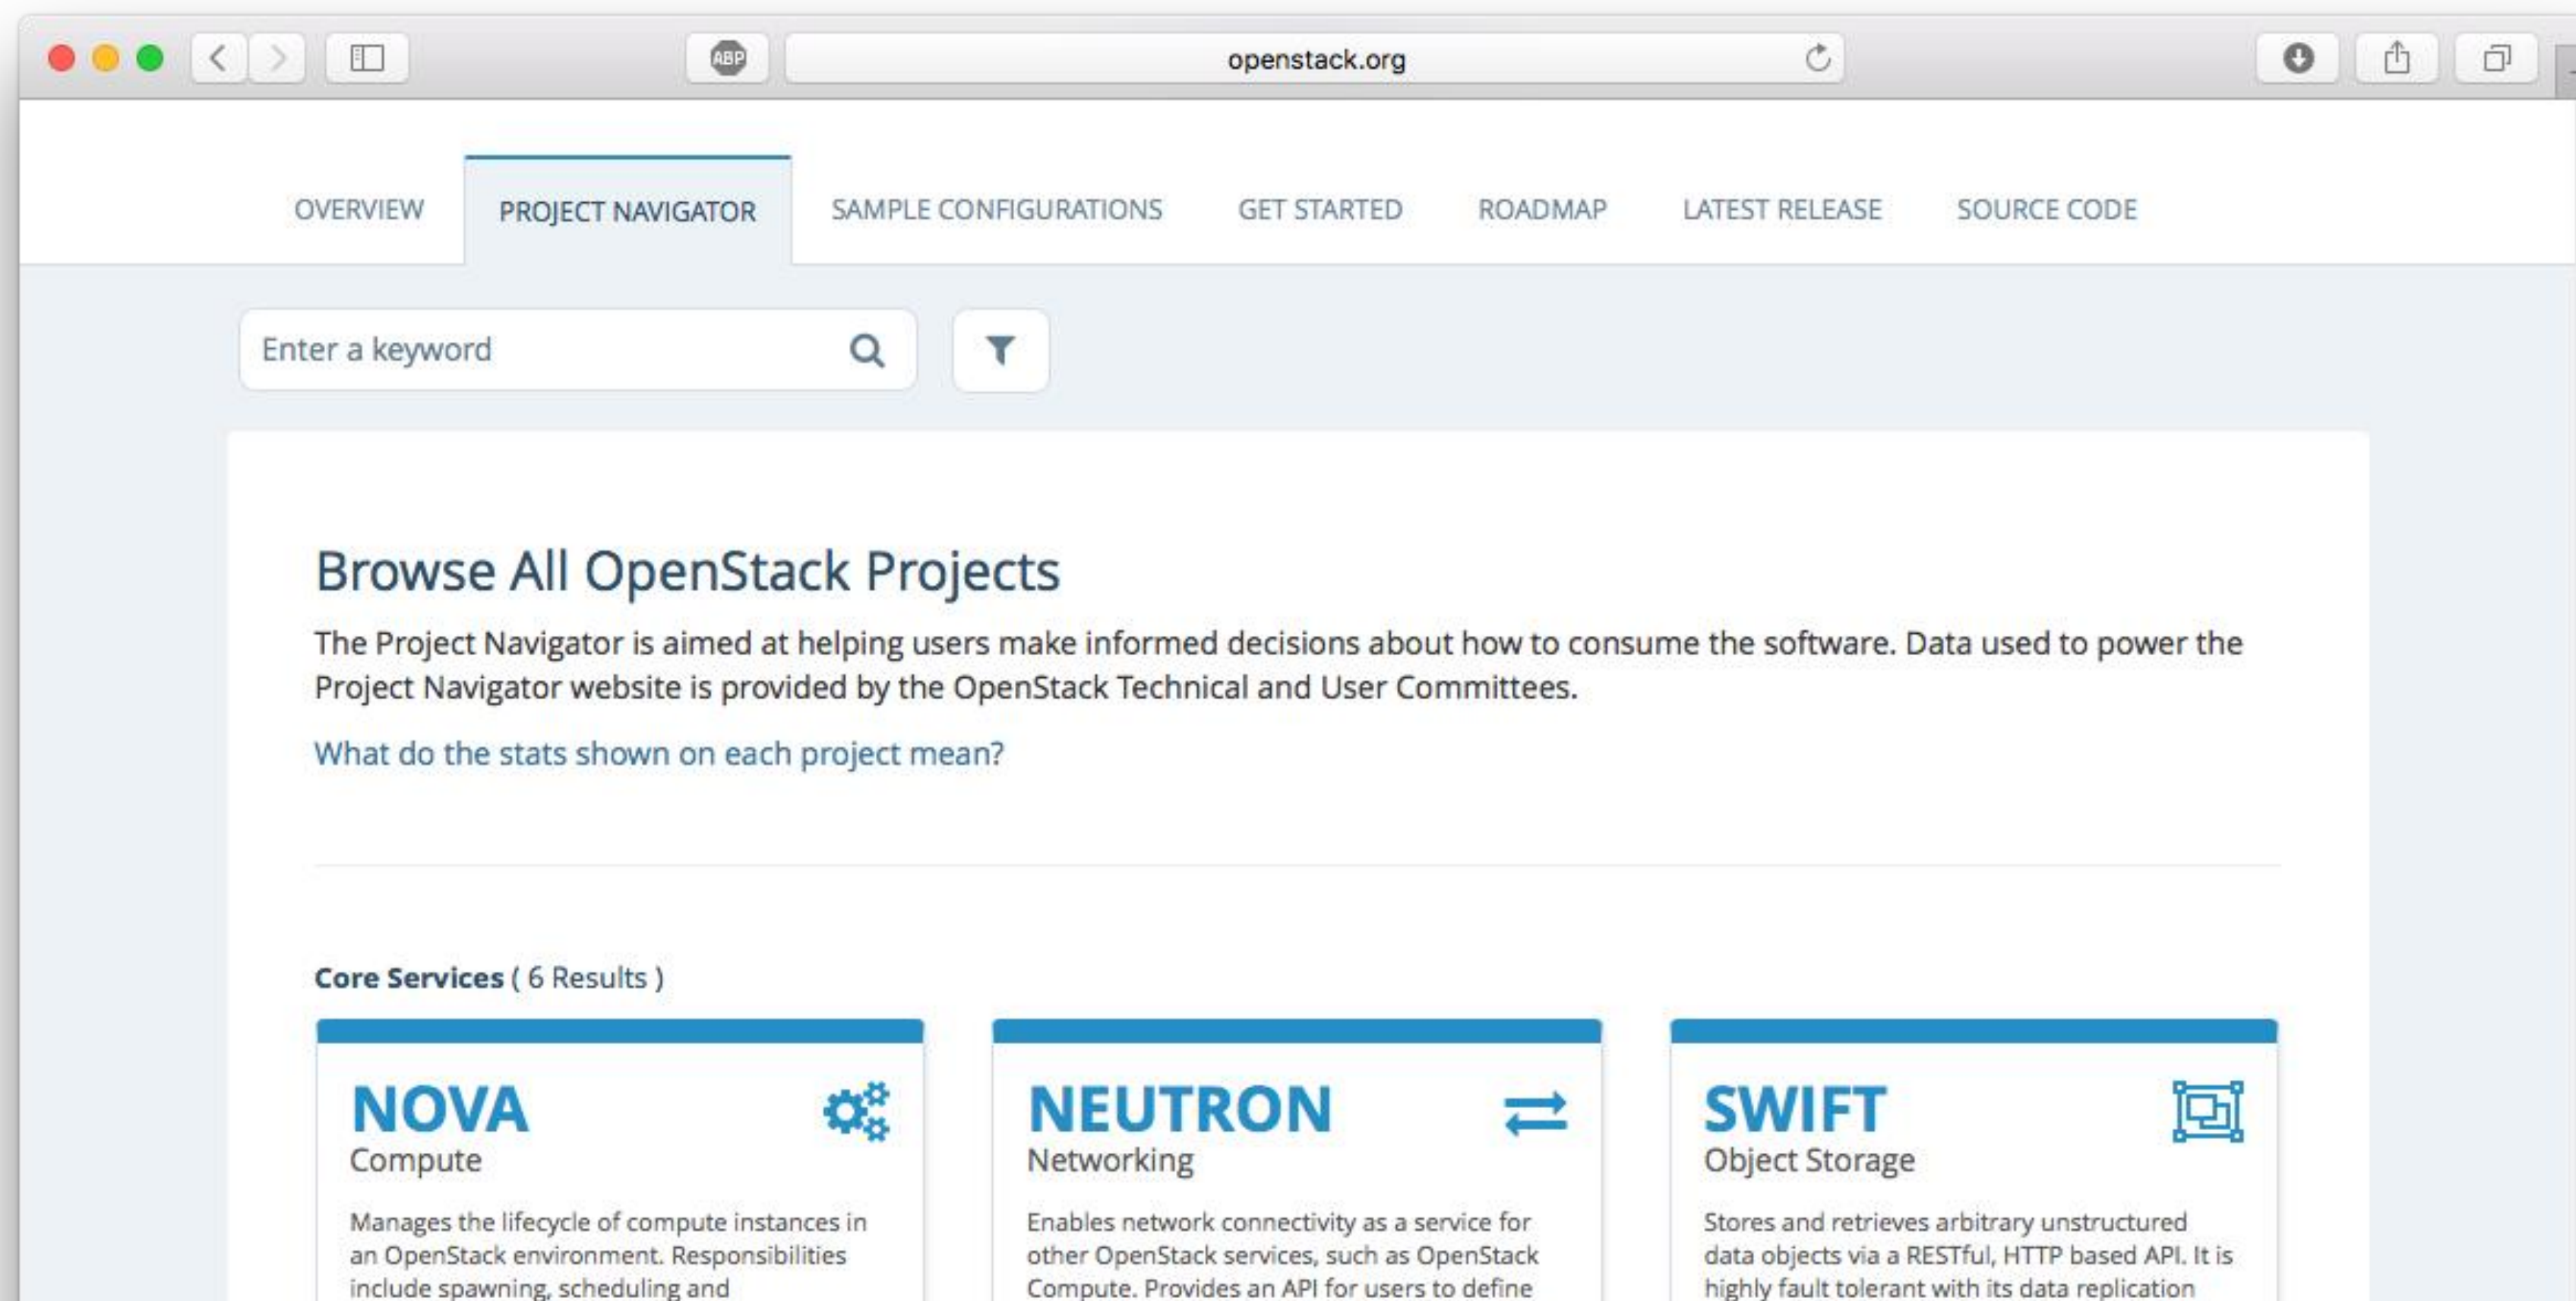 ABP
openstack.org
OVERVIEW PROJECT NAVIGATOR SAMPLE CONFIGURATIONS GET STARTED ROADMAP LATEST RELEASE SOURCE CODE
Enter a keyword
Browse All OpenStack Projects
The Project Navigator is aimed at helping users make informed decisions about how to consume the software. Data used to power the
Project Navigator website is provided by the OpenStack Technical and User Committees.
What do the stats shown on each project mean?
Core Services ( 6 Results )
NOVA
Compute
Manages the lifecycle of compute instances in
an OpenStack environment. Responsibilities
include spawning, scheduling and
NEUTRON
Networking
Enables network connectivity as a service for
other OpenStack services, such as OpenStack
Compute. Provides an API for users to define
SWIFT
Object Storage
Stores and retrieves arbitrary unstructured
data objects via a RESTful, HTTP based API. It is
highly fault tolerant with its data replication